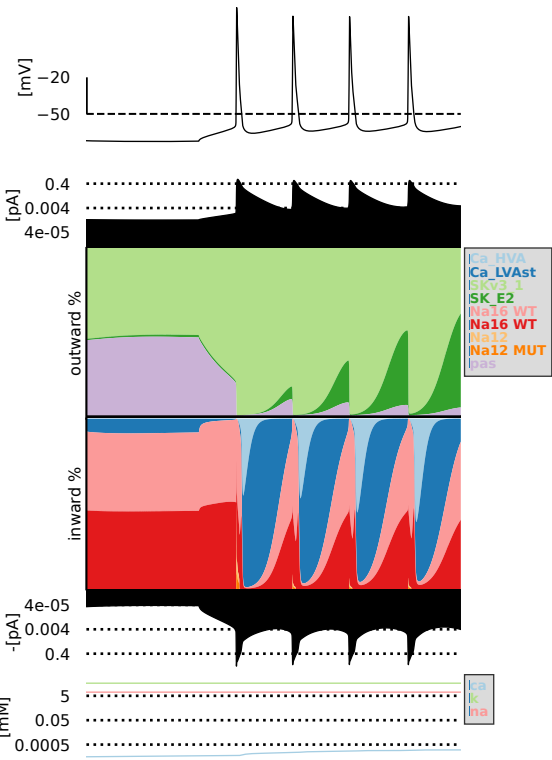 [mV]
−20
−50
[pA]
0.4
0.004
4e-05
outward %
Ca_HVA
Ca_LVAst
SKv3_1
SK_E2
Na16 WT
Na16 WT
Na12
Na12 MUT
pas
inward %
-[pA]
4e-05
0.004
0.4
[mM]
5
0.05
0.0005
ca
k
na